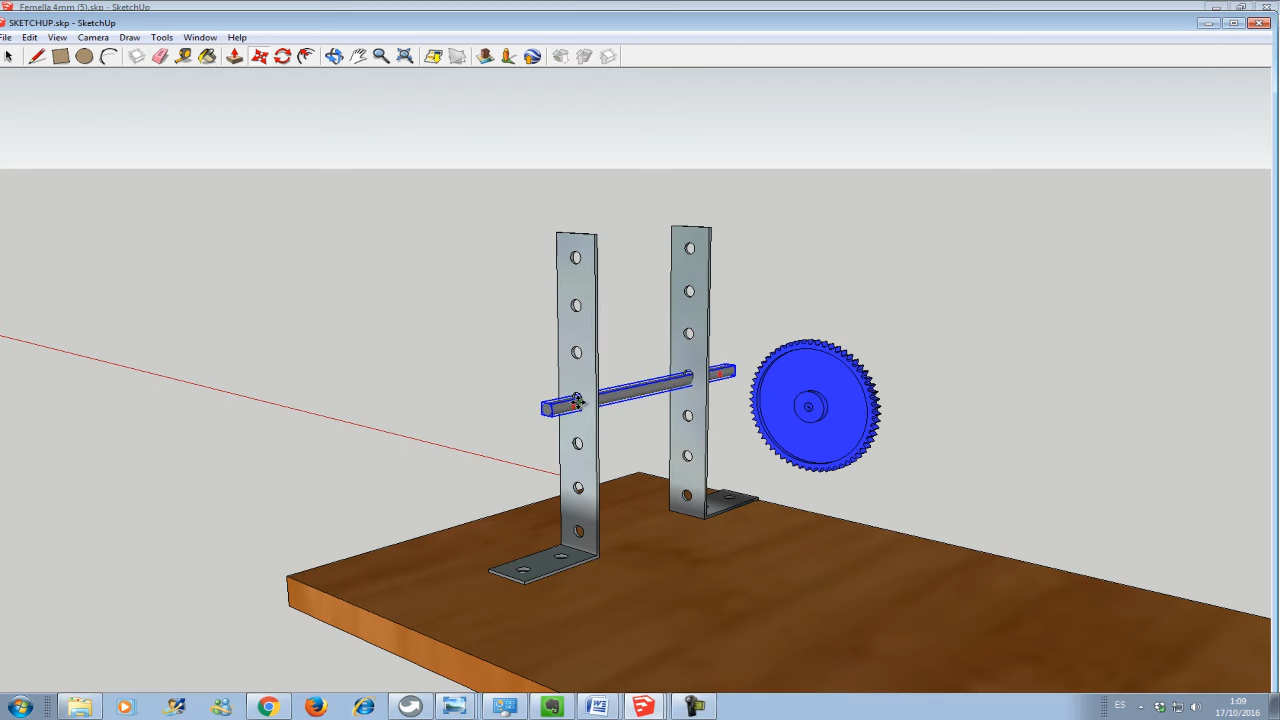 Femella 4mm (5).skp - SketchUp
SKETCHUP.skp - SketchUp
File Edit View Camera Draw Tools Window Help
ES
1:09
17/10/2016